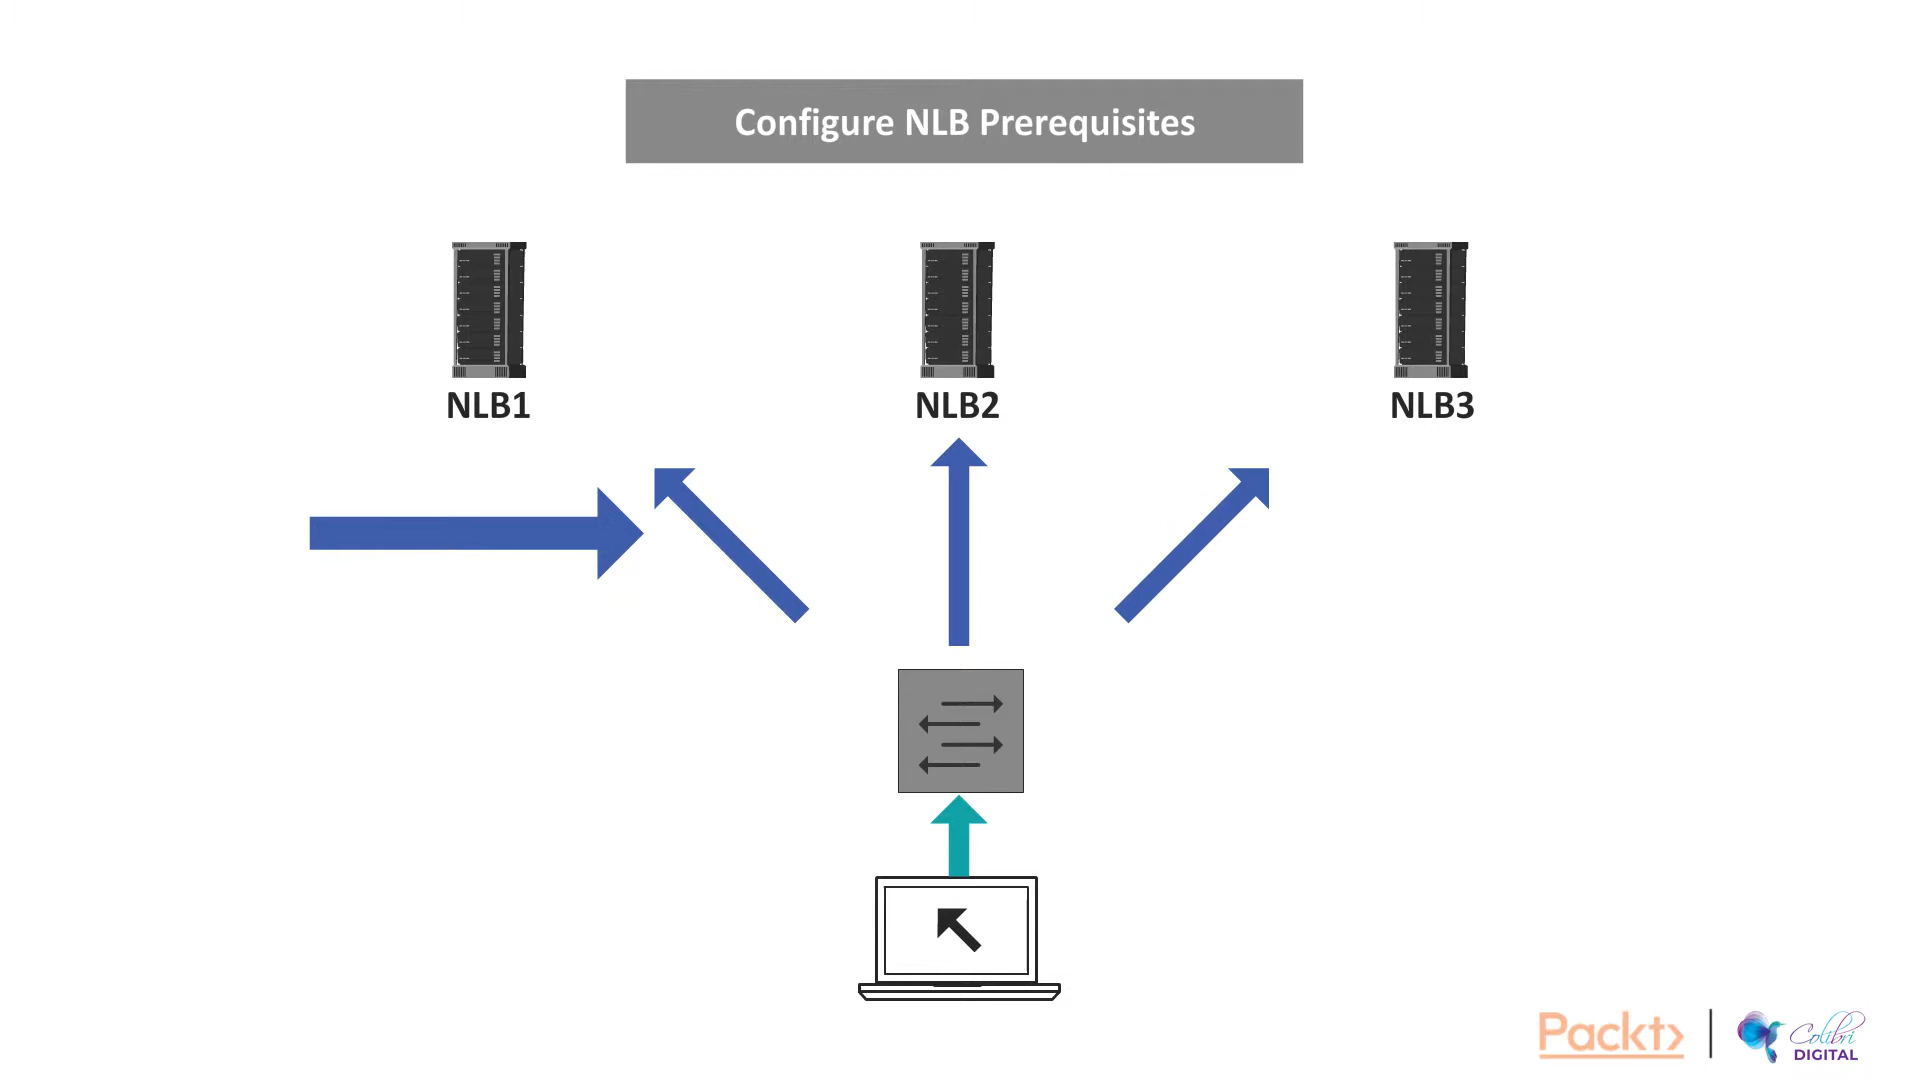 Configure NLB Prerequisites
NLB1
NLB2
NLB3
Packt
Colibri
DIGITAL